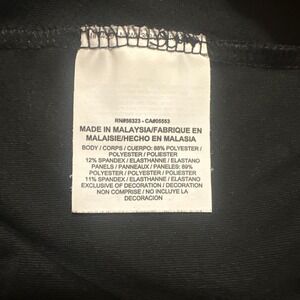 RN#56323 - CA#05553
MADE IN MALAYSIA/FABRIQUE EN
MALAISIE/HECHO EN MALASIA
BODY / CORPS / CUERPO: 88% POLYESTER /
POLYESTER / POLIESTER
12% SPANDEX / ELASTHANNE / ELASTANO
PANELS / PANNEAUX / PANELES: 89%
POLYESTER / POLYESTER / POLIESTER
11% SPANDEX / ELASTHANNE / ELASTANO
EXCLUSIVE OF DECORATION / DECORATION
NON COMPRISE / NO INCLUYE LA
DECORACION